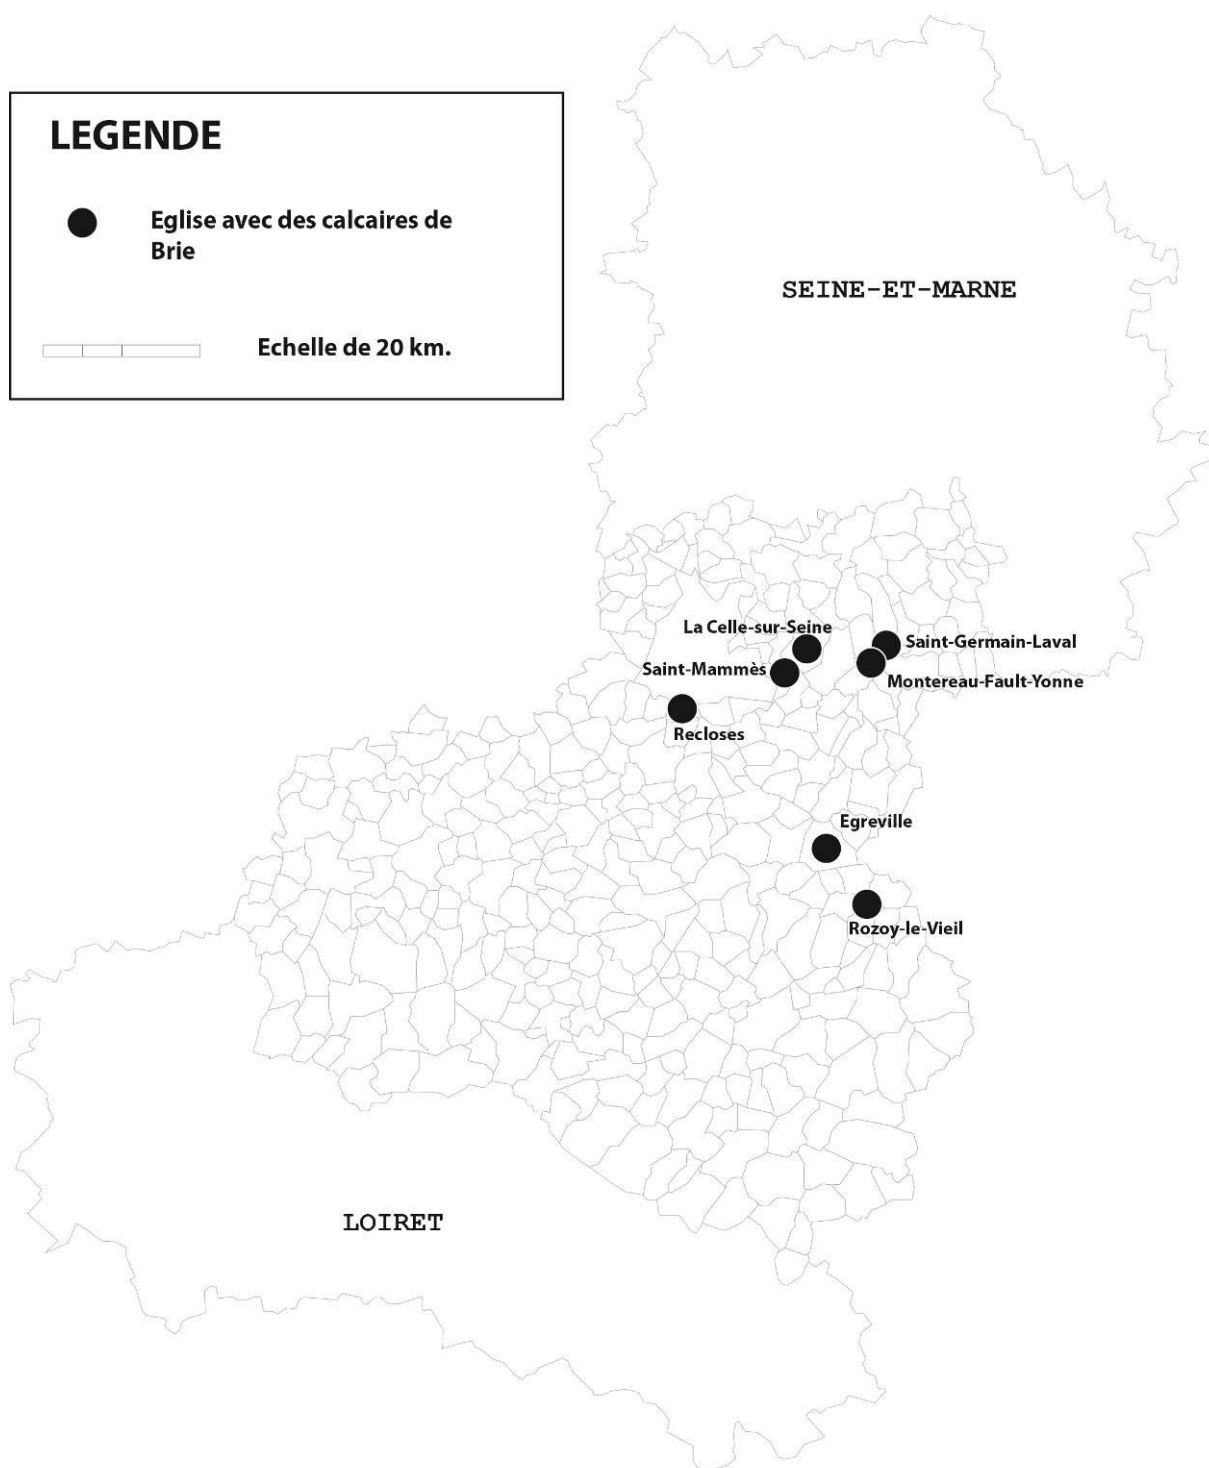 LEGENDE
Eglise avec des calcaires de
Brie
Echelle de 20 km.
SEINE-ET-MARNE
La Celle-sur-Seine
Saint-Germain-Laval
Saint-Mammès
Montereau-Fault-Yonne
Recloses
Egreville
Rozoy-le-Vieil
LOIRET